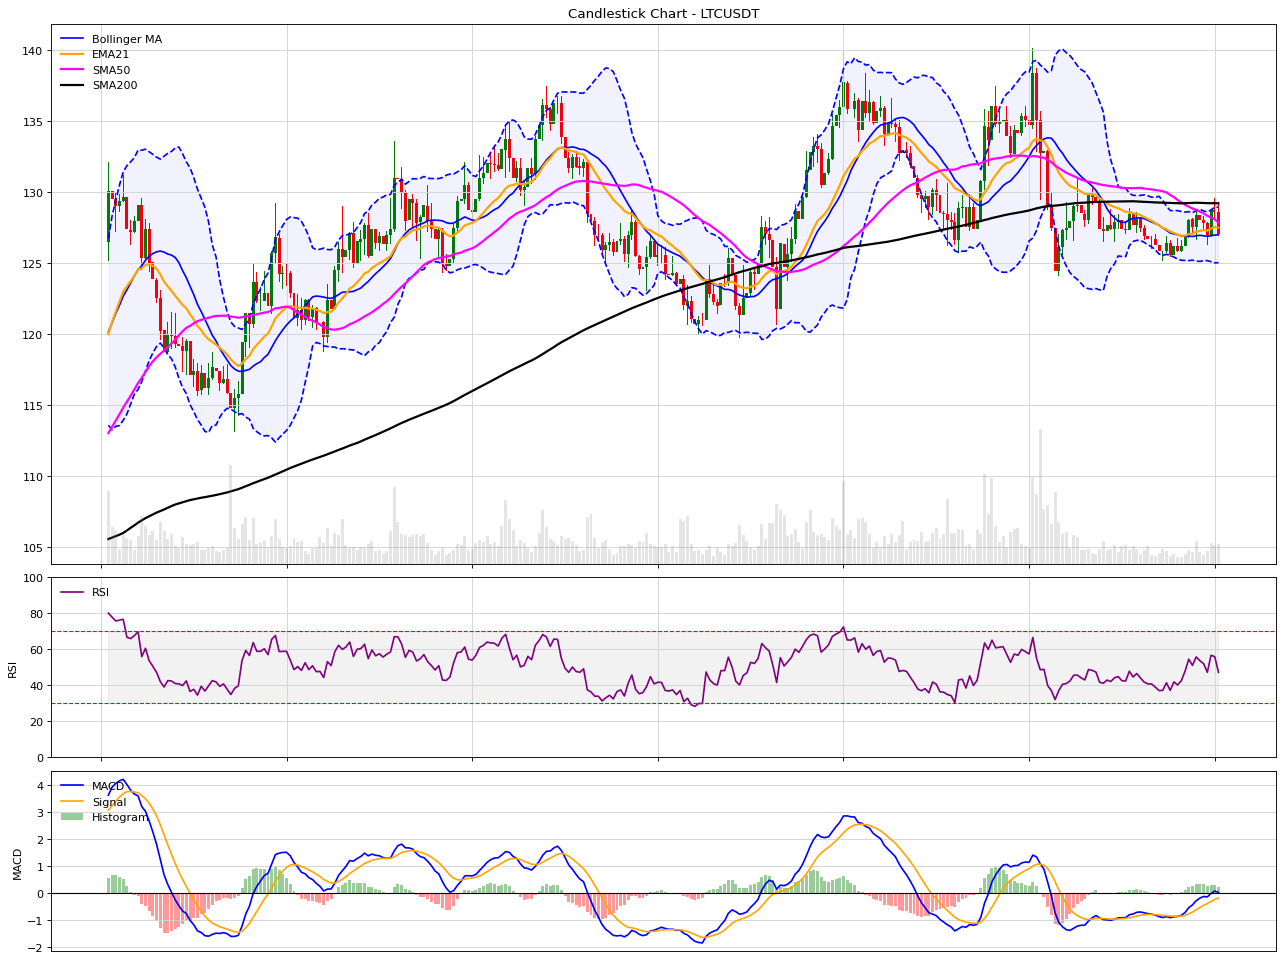 Candlestick Chart - LTCUSDT
Bollinger MA
EMA21
SMA50
SMA200
140
135
130
125
120
115
110
105
RSI
100
80
60
40
20
0
RSI
MACD
Signal
Histogram
4
3
2
1
0
−1
−2
MACD